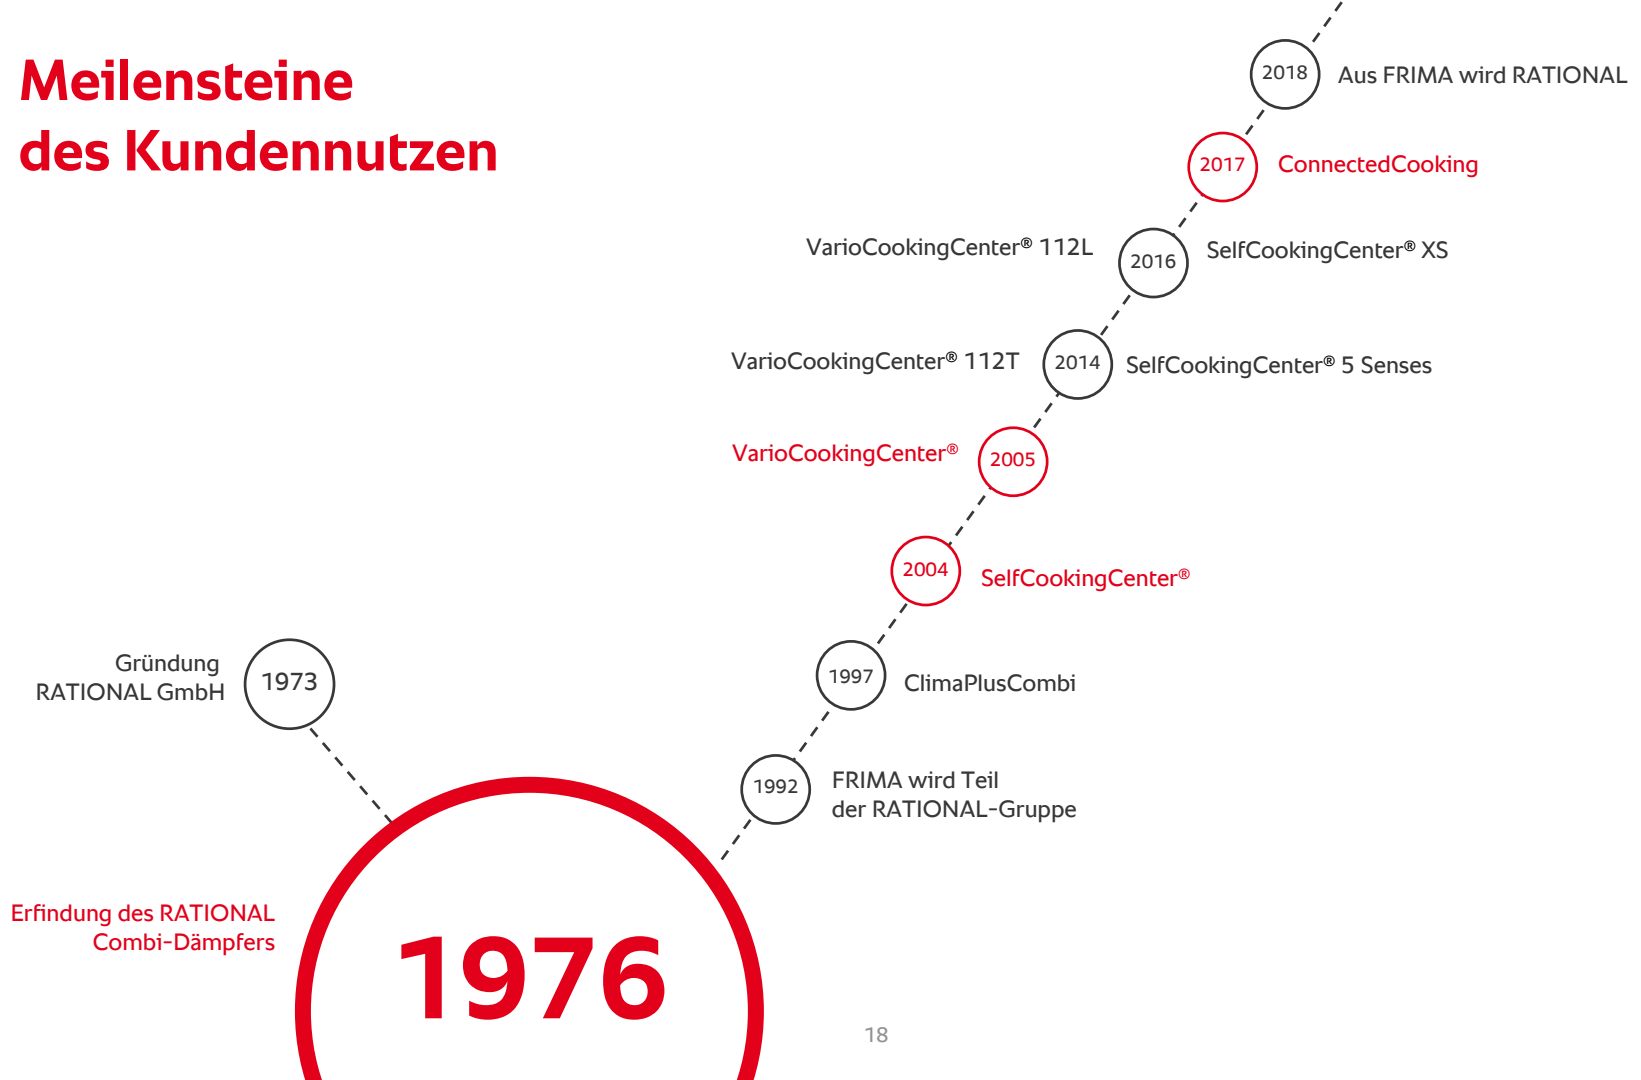 Meilensteine
des Kundennutzen
2018
Aus FRIMA wird RATIONAL
2017
ConnectedCooking
VarioCookingCenter® 112L
2016
SelfCookingCenter® XS
VarioCookingCenter® 112T
2014
SelfCookingCenter® 5 Senses
VarioCookingCenter®
2005
2004
SelfCookingCenter®
Gründung
RATIONAL GmbH
1973
1997
ClimaPlusCombi
1992
FRIMA wird Teil
der RATIONAL-Gruppe
Erfindung des RATIONAL
Combi-Dämpfers
1976
18